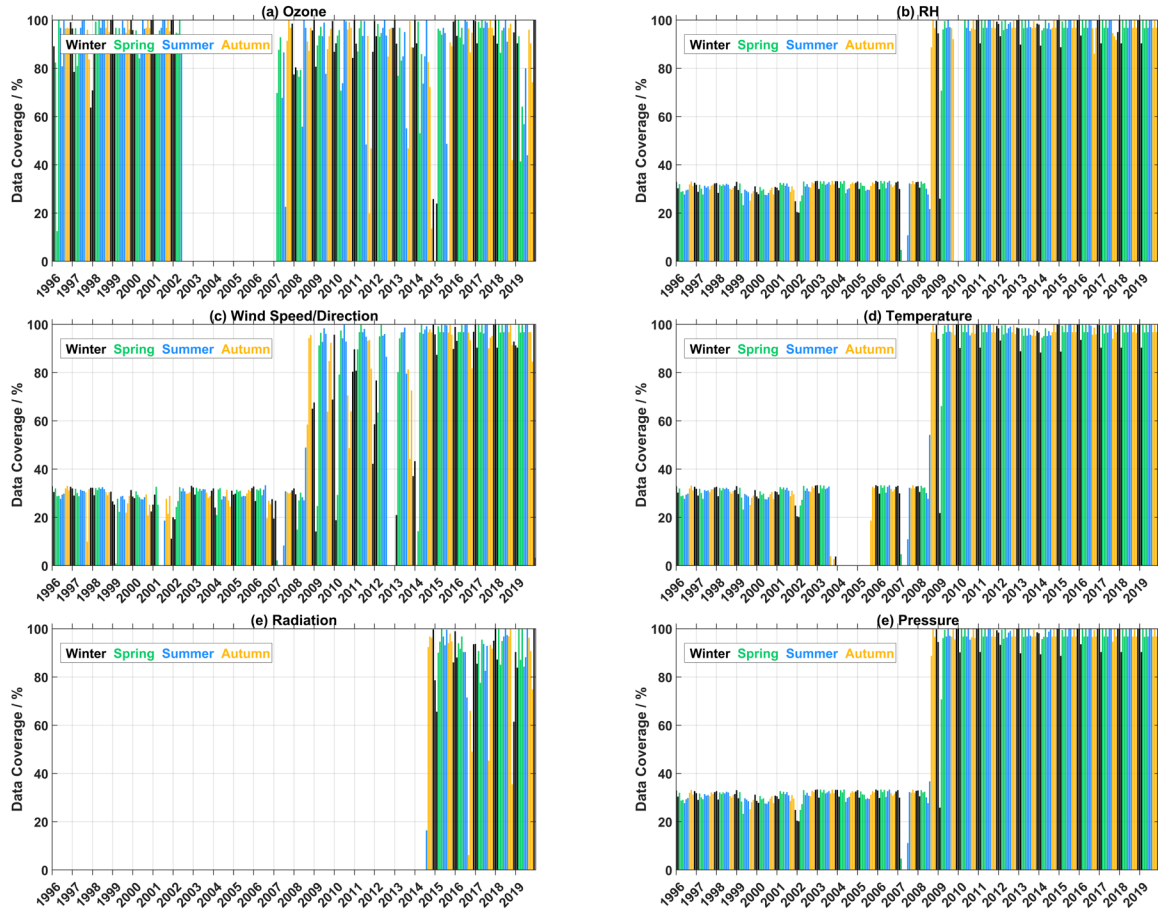 (a) Ozone
Data Coverage / %
100
80
60
40
20
0
Winter Spring Summer Autumn
1996 1997 1998 1999 2000 2001 2002 2003 2004 2005 2006 2007 2008 2009 2010 2011 2012 2013 2014 2015 2016 2017 2018 2019
(b) RH
Data Coverage / %
100
80
60
40
20
0
Winter Spring Summer Autumn
1996 1997 1998 1999 2000 2001 2002 2003 2004 2005 2006 2007 2008 2009 2010 2011 2012 2013 2014 2015 2016 2017 2018 2019
(c) Wind Speed/Direction
Data Coverage / %
100
80
60
40
20
0
Winter Spring Summer Autumn
1996 1997 1998 1999 2000 2001 2002 2003 2004 2005 2006 2007 2008 2009 2010 2011 2012 2013 2014 2015 2016 2017 2018 2019
(d) Temperature
Data Coverage / %
100
80
60
40
20
0
Winter Spring Summer Autumn
1996 1997 1998 1999 2000 2001 2002 2003 2004 2005 2006 2007 2008 2009 2010 2011 2012 2013 2014 2015 2016 2017 2018 2019
(e) Radiation
Data Coverage / %
100
80
60
40
20
0
Winter Spring Summer Autumn
1996 1997 1998 1999 2000 2001 2002 2003 2004 2005 2006 2007 2008 2009 2010 2011 2012 2013 2014 2015 2016 2017 2018 2019
(e) Pressure
Data Coverage / %
100
80
60
40
20
0
Winter Spring Summer Autumn
1996 1997 1998 1999 2000 2001 2002 2003 2004 2005 2006 2007 2008 2009 2010 2011 2012 2013 2014 2015 2016 2017 2018 2019